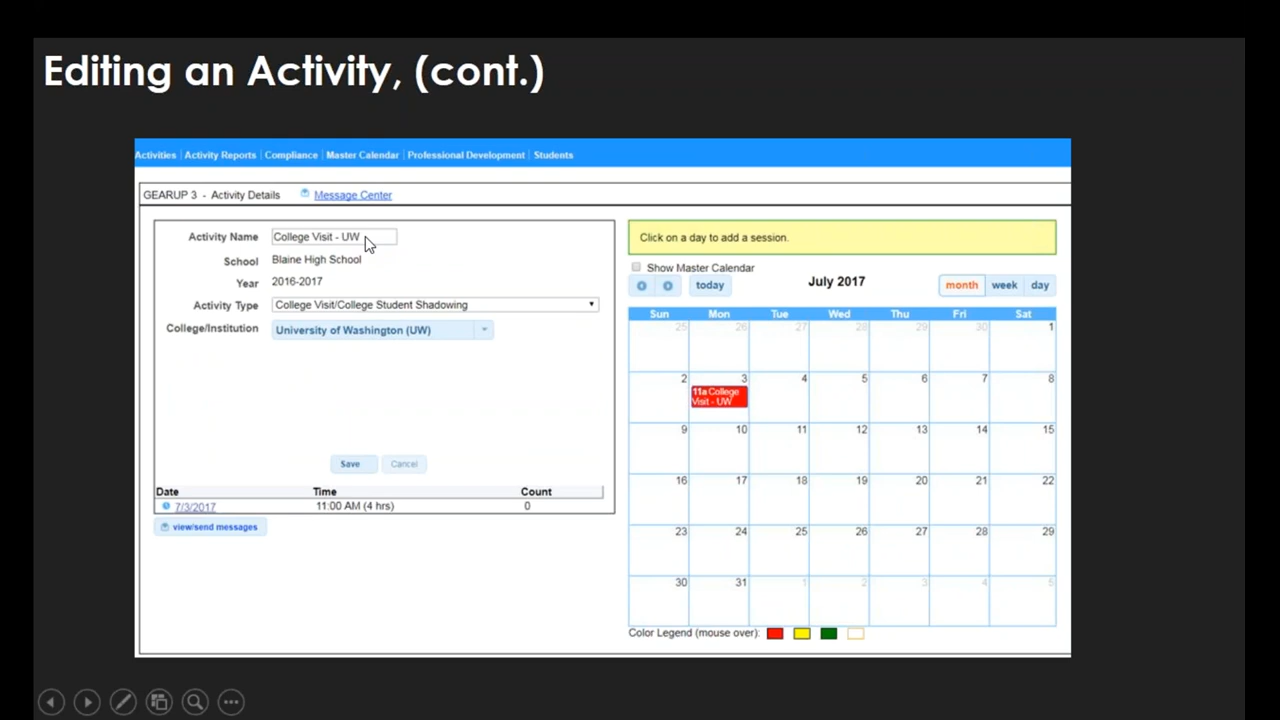 Editing an Activity, (cont.)
Activities | Activity Reports | Compliance | Master Calendar | Professional Development | Students
GEARUP 3 - Activity Details Message Center
Activity Name College Visit - UW
School Blaine High School
Year 2016-2017
Activity Type College Visit/College Student Shadowing
College/Institution University of Washington (UW)
Save Cancel
Date Time Count
7/3/2017 11:00 AM (4 hrs) 0
view/send messages
Click on a day to add a session.
Show Master Calendar
today July 2017 month week day
Sun Mon Tue Wed Thu Fri Sat
25 26 27 28 29 30 1
2 3 4 5 6 7 8
11a College
Visit - UW
9 10 11 12 13 14 15
16 17 18 19 20 21 22
23 24 25 26 27 28 29
30 31 1 2 3 4 5
Color Legend (mouse over):